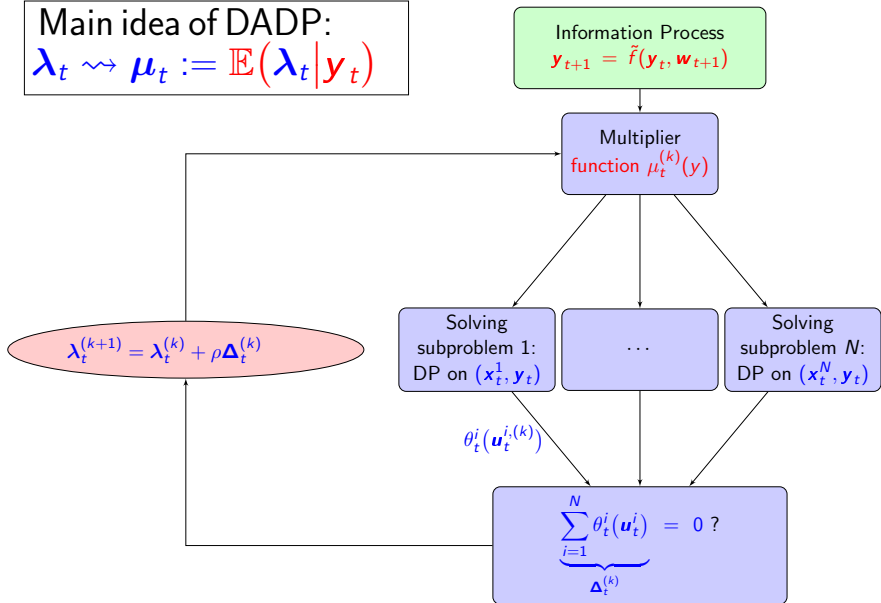 Main idea of DADP:
λ_t ⇝ μ_t := 𝔼(λ_t|y_t)
Information Process
y_{t+1} = f̃(y_t, w_{t+1})
Multiplier
function μ_t^{(k)}(y)
Solving
subproblem 1:
DP on (x_t^1, y_t)
⋯
Solving
subproblem N:
DP on (x_t^N, y_t)
λ_t^{(k+1)} = λ_t^{(k)} + ρΔ_t^{(k)}
θ_t^i(u_t^{i,(k)})
∑_{i=1}^{N} θ_t^i(u_t^i) = 0 ?
Δ_t^{(k)}